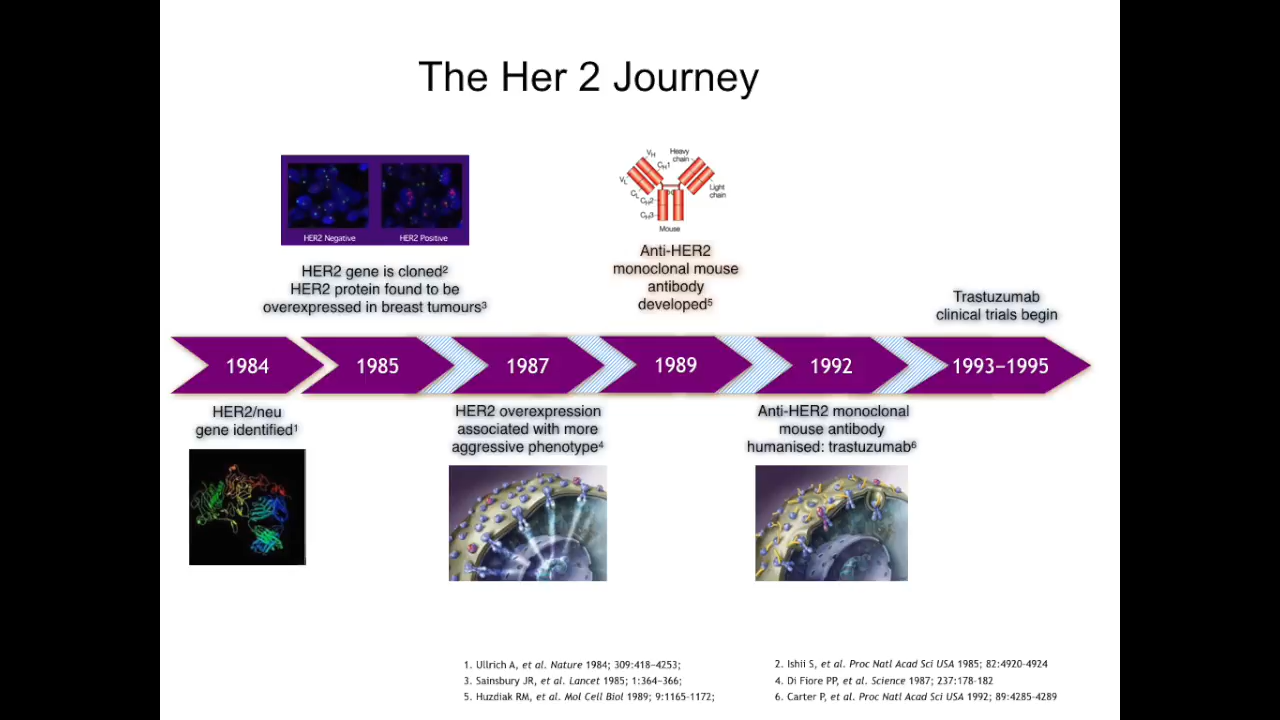 The Her 2 Journey
HER2 Negative
HER2 Positive
HER2 gene is cloned²
HER2 protein found to be
overexpressed in breast tumours³
VH
Heavy
chain
CH1
VL
CL
CH2
CH3
Light
chain
Mouse
Anti-HER2
monoclonal mouse
antibody
developed⁵
Trastuzumab
clinical trials begin
1984
1985
1987
1989
1992
1993–1995
HER2/neu
gene identified¹
HER2 overexpression
associated with more
aggressive phenotype⁴
Anti-HER2 monoclonal
mouse antibody
humanised: trastuzumab⁶
1. Ullrich A, et al. Nature 1984; 309:418–4253;
2. Ishii S, et al. Proc Natl Acad Sci USA 1985; 82:4920-4924
3. Sainsbury JR, et al. Lancet 1985; 1:364–366;
4. Di Fiore PP, et al. Science 1987; 237:178-182
5. Huzdiak RM, et al. Mol Cell Biol 1989; 9:1165-1172;
6. Carter P, et al. Proc Natl Acad Sci USA 1992; 89:4285-4289